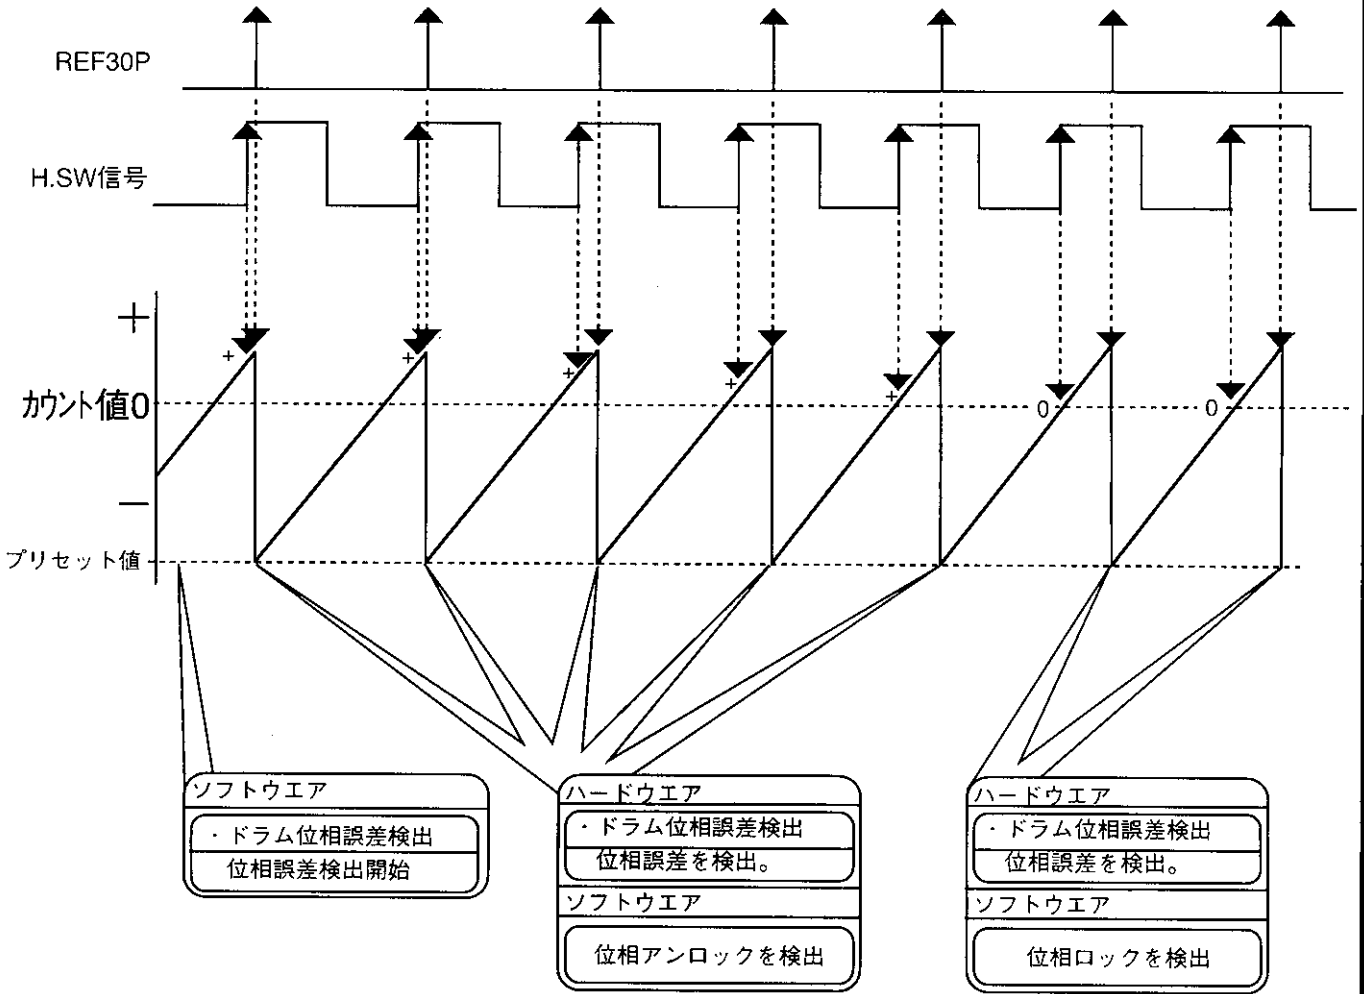 REF30P
H.SW信号
+
+ + + + +
カウント値0
0 0
−
プリセット値
ソフトウエア
・ドラム位相誤差検出
位相誤差検出開始
ハードウエア
・ドラム位相誤差検出
位相誤差を検出。
ソフトウエア
位相アンロックを検出
ハードウエア
・ドラム位相誤差検出
位相誤差を検出。
ソフトウエア
位相ロックを検出